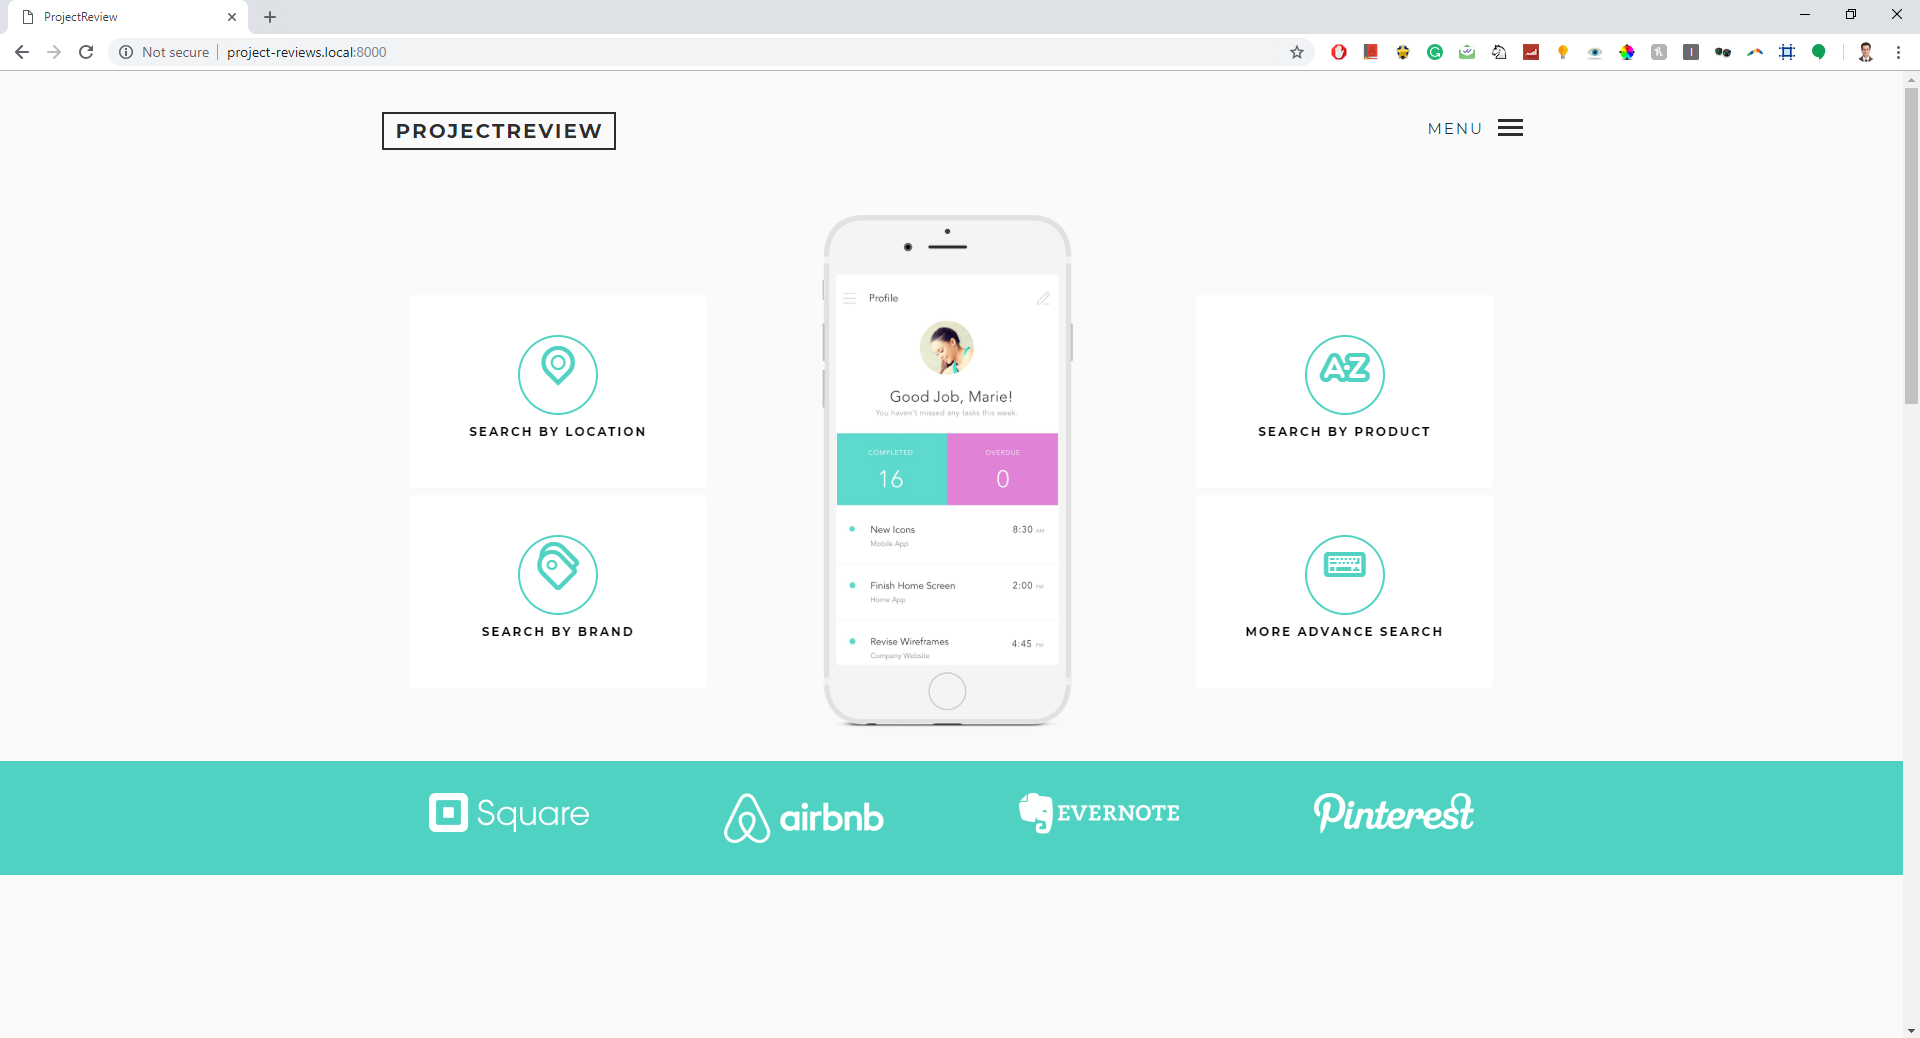 ProjectReview
Not secure
project-reviews.local:8000
PROJECTREVIEW
MENU
Profile
Good Job, Marie!
You haven't missed any tasks this week.
COMPLETED
16
OVERDUE
0
New Icons
8:30 AM
Mobile App
Finish Home Screen
2:00 PM
Home App
Revise Wireframes
4:45 PM
Company Website
SEARCH BY LOCATION
SEARCH BY BRAND
A-Z
SEARCH BY PRODUCT
MORE ADVANCE SEARCH
Square
airbnb
EVERNOTE
Pinterest